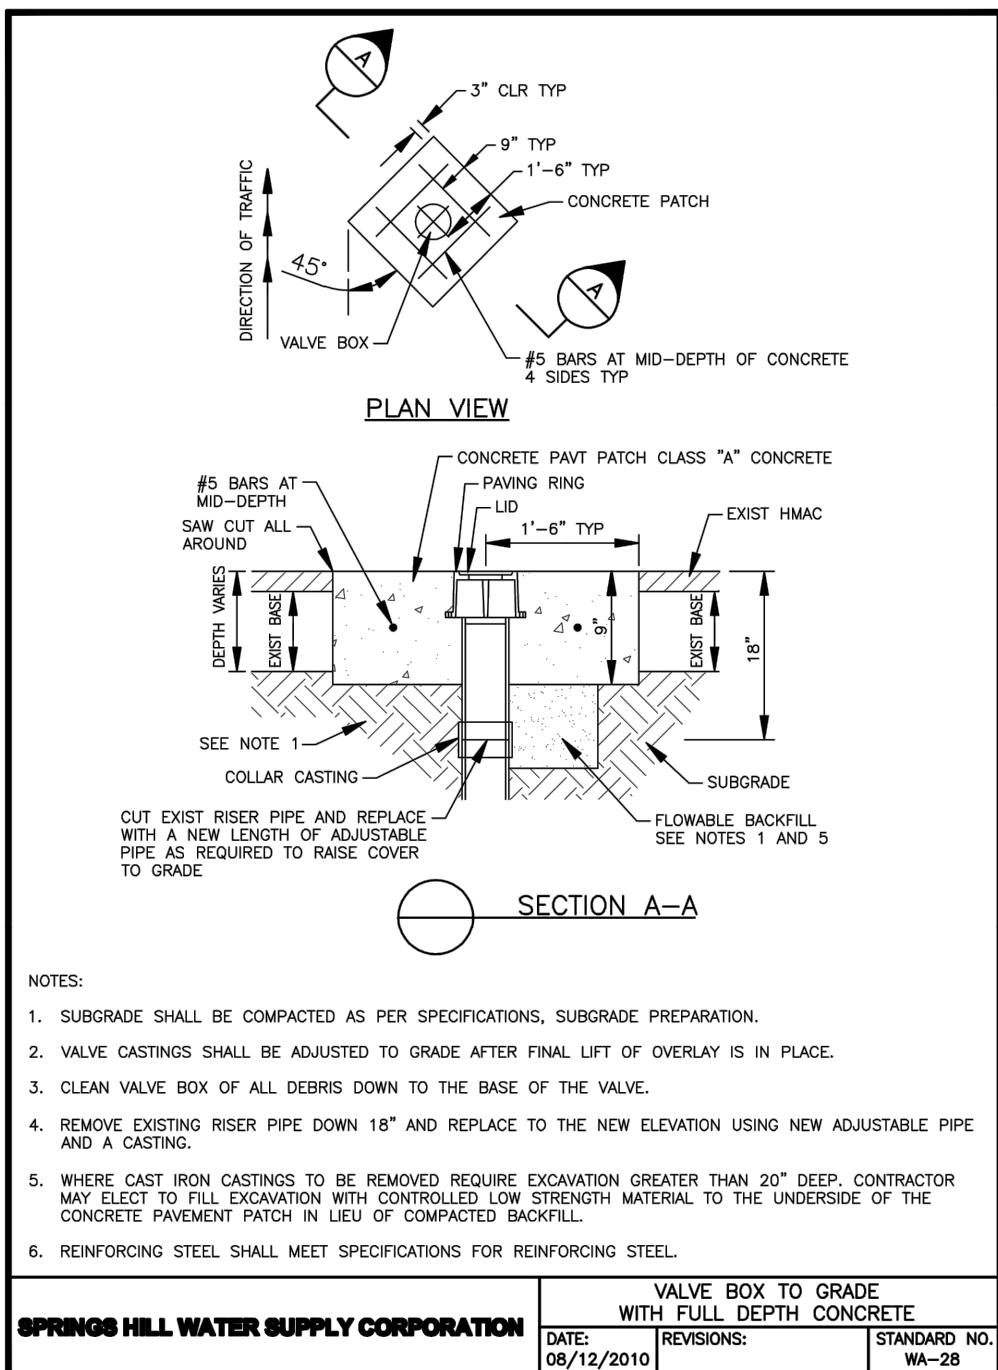 A
3" CLR TYP
9" TYP
1'-6" TYP
CONCRETE PATCH
DIRECTION OF TRAFFIC
45°
A
VALVE BOX
#5 BARS AT MID-DEPTH OF CONCRETE
4 SIDES TYP
PLAN VIEW
CONCRETE PAVT PATCH CLASS "A" CONCRETE
#5 BARS AT
MID-DEPTH
PAVING RING
LID
EXIST HMAC
SAW CUT ALL
AROUND
1'-6" TYP
DEPTH VARIES
EXIST BASE
9"
EXIST BASE
18"
SEE NOTE 1
COLLAR CASTING
SUBGRADE
CUT EXIST RISER PIPE AND REPLACE
WITH A NEW LENGTH OF ADJUSTABLE
PIPE AS REQUIRED TO RAISE COVER
TO GRADE
FLOWABLE BACKFILL
SEE NOTES 1 AND 5
SECTION A-A
NOTES:
1. SUBGRADE SHALL BE COMPACTED AS PER SPECIFICATIONS, SUBGRADE PREPARATION.
2. VALVE CASTINGS SHALL BE ADJUSTED TO GRADE AFTER FINAL LIFT OF OVERLAY IS IN PLACE.
3. CLEAN VALVE BOX OF ALL DEBRIS DOWN TO THE BASE OF THE VALVE.
4. REMOVE EXISTING RISER PIPE DOWN 18" AND REPLACE TO THE NEW ELEVATION USING NEW ADJUSTABLE PIPE
AND A CASTING.
5. WHERE CAST IRON CASTINGS TO BE REMOVED REQUIRE EXCAVATION GREATER THAN 20" DEEP. CONTRACTOR
MAY ELECT TO FILL EXCAVATION WITH CONTROLLED LOW STRENGTH MATERIAL TO THE UNDERSIDE OF THE
CONCRETE PAVEMENT PATCH IN LIEU OF COMPACTED BACKFILL.
6. REINFORCING STEEL SHALL MEET SPECIFICATIONS FOR REINFORCING STEEL.
SPRINGS HILL WATER SUPPLY CORPORATION
VALVE BOX TO GRADE
WITH FULL DEPTH CONCRETE
DATE:
08/12/2010
REVISIONS:
STANDARD NO.
WA-28